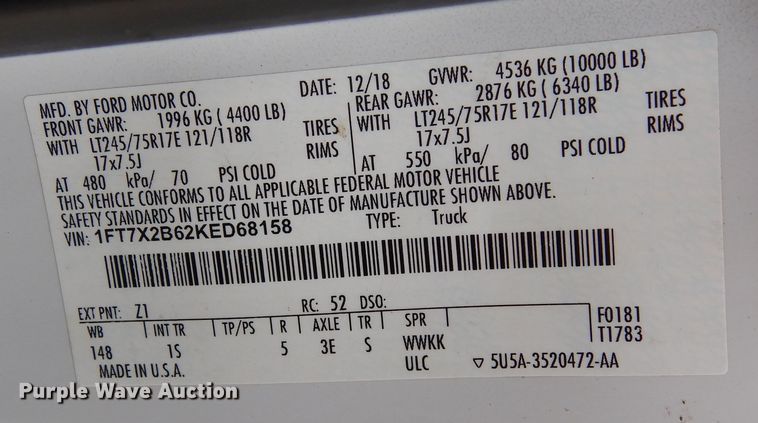 MFD. BY FORD MOTOR CO. DATE: 12/18 GVWR: 4536 KG (10000 LB)
FRONT GAWR: 1996 KG ( 4400 LB) REAR GAWR: 2876 KG ( 6340 LB)
WITH LT245/75R17E 121/118R TIRES WITH LT245/75R17E 121/118R TIRES
17x7.5J RIMS 17x7.5J RIMS
AT 480 kPa/ 70 PSI COLD AT 550 kPa/ 80 PSI COLD
THIS VEHICLE CONFORMS TO ALL APPLICABLE FEDERAL MOTOR VEHICLE
SAFETY STANDARDS IN EFFECT ON THE DATE OF MANUFACTURE SHOWN ABOVE.
VIN: 1FT7X2B62KED68158 TYPE: Truck
EXT PNT: Z1 RC: 52 DSO:
WB INT TR TP/PS R AXLE TR SPR F0181
148 1S 5 3E S WWKK T1783
MADE IN U.S.A. ULC ▽ 5U5A-3520472-AA
Purple Wave Auction